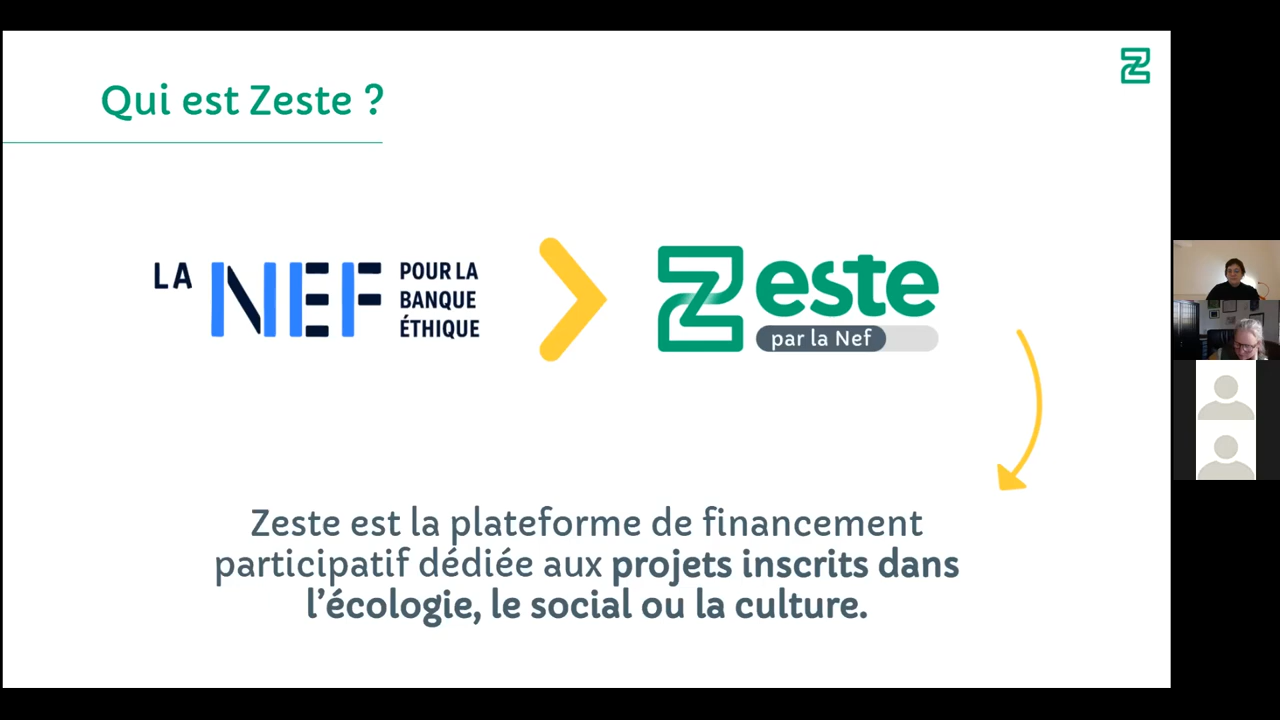 Qui est Zeste ?
LA NEF
POUR LA
BANQUE
ÉTHIQUE
Zeste
par la Nef
Zeste est la plateforme de financement
participatif dédiée aux projets inscrits dans
l’écologie, le social ou la culture.